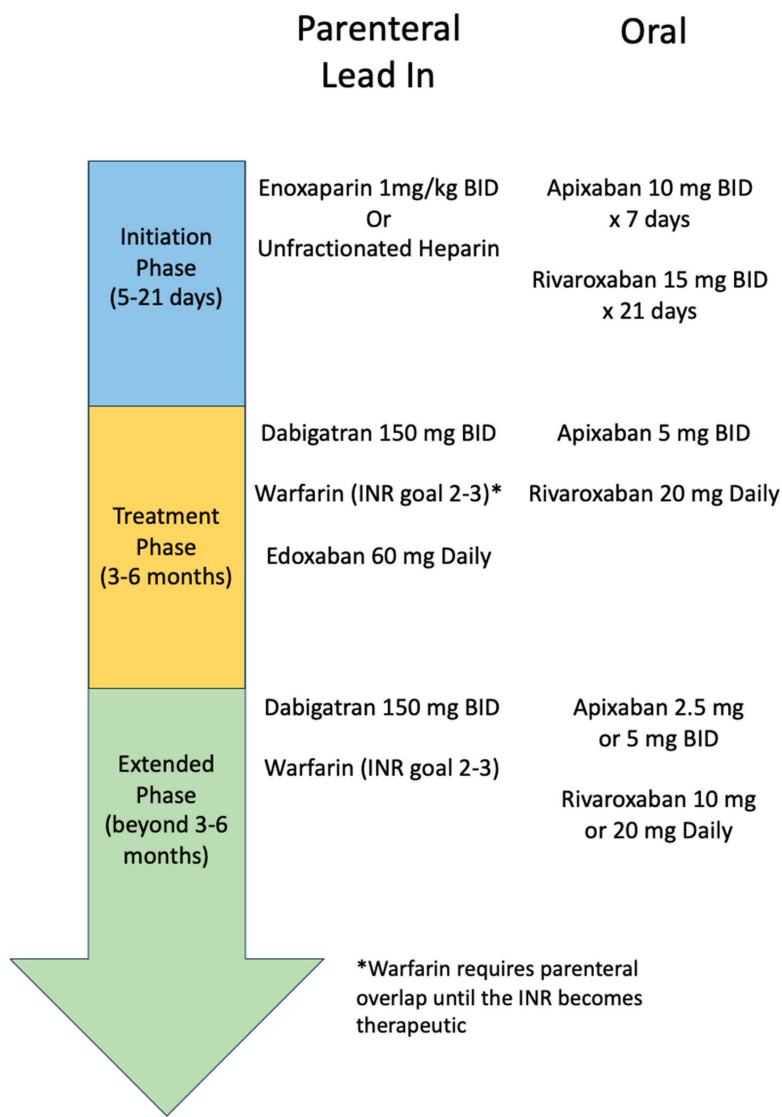 Parenteral
Lead In
Oral
Initiation
Phase
(5-21 days)
Enoxaparin 1mg/kg BID
Or
Unfractionated Heparin
Apixaban 10 mg BID
x 7 days
Rivaroxaban 15 mg BID
x 21 days
Treatment
Phase
(3-6 months)
Dabigatran 150 mg BID
Warfarin (INR goal 2-3)*
Edoxaban 60 mg Daily
Apixaban 5 mg BID
Rivaroxaban 20 mg Daily
Extended
Phase
(beyond 3-6
months)
Dabigatran 150 mg BID
Warfarin (INR goal 2-3)
Apixaban 2.5 mg
or 5 mg BID
Rivaroxaban 10 mg
or 20 mg Daily
*Warfarin requires parenteral
overlap until the INR becomes
therapeutic